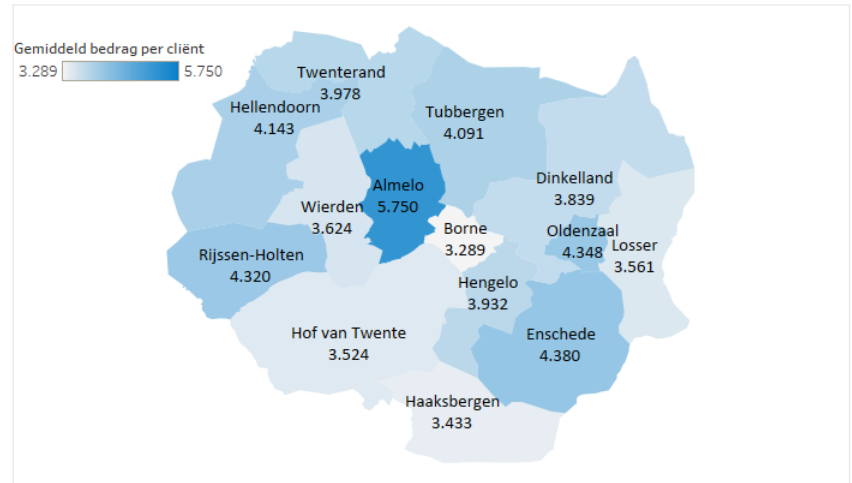 Gemiddeld bedrag per cliënt
3.289 5.750
Twenterand
3.978
Hellendoorn
4.143
Tubbergen
4.091
Almelo
5.750
Dinkelland
3.839
Wierden
3.624
Borne
3.289
Oldenzaal
4.348
Losser
3.561
Rijssen-Holten
4.320
Hengelo
3.932
Hof van Twente
3.524
Enschede
4.380
Haaksbergen
3.433